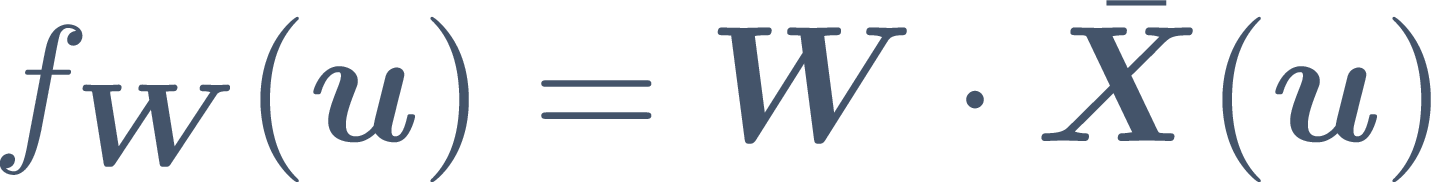 f_𝑾(𝒖) = 𝑾 · 𝑿̄(𝒖)